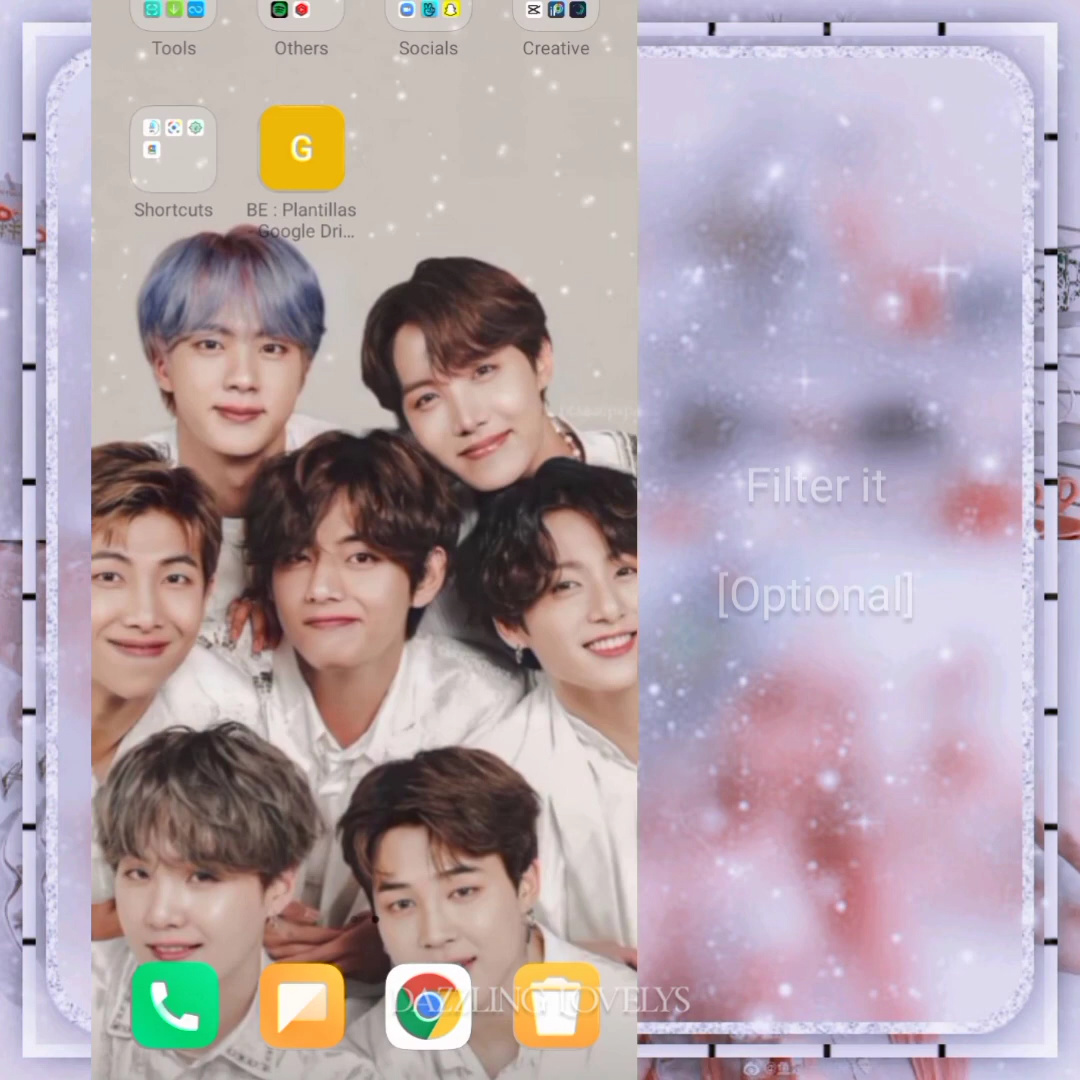 Tools
Others
Socials
Creative
Shortcuts
G
BE : Plantillas
Google Dri...
Filter it
[Optional]
DAZZLING LOVELYS